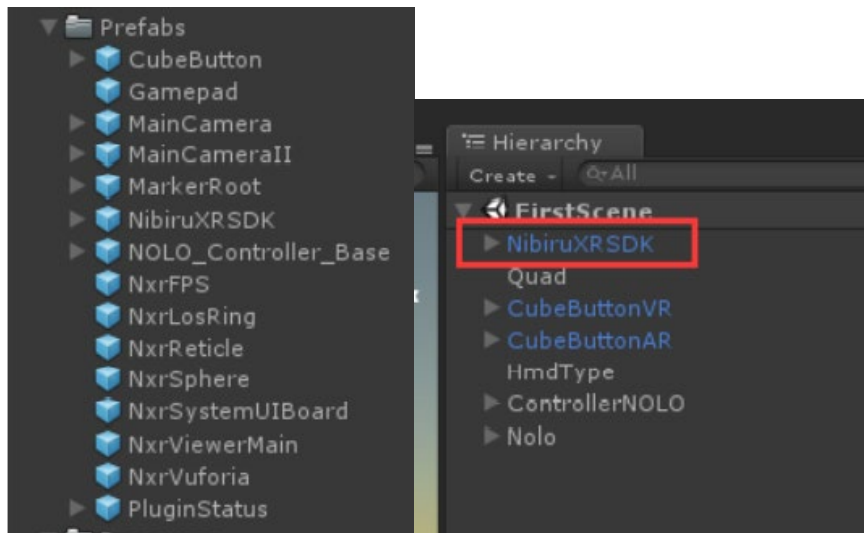 Prefabs
CubeButton
Gamepad
MainCamera
MainCameraII
MarkerRoot
NibiruXRSDK
NOLO_Controller_Base
NxrFPS
NxrLosRing
NxrReticle
NxrSphere
NxrSystemUIBoard
NxrViewerMain
NxrVuforia
PluginStatus
Hierarchy
Create All
FirstScene
NibiruXRSDK
Quad
CubeButtonVR
CubeButtonAR
HmdType
ControllerNOLO
Nolo